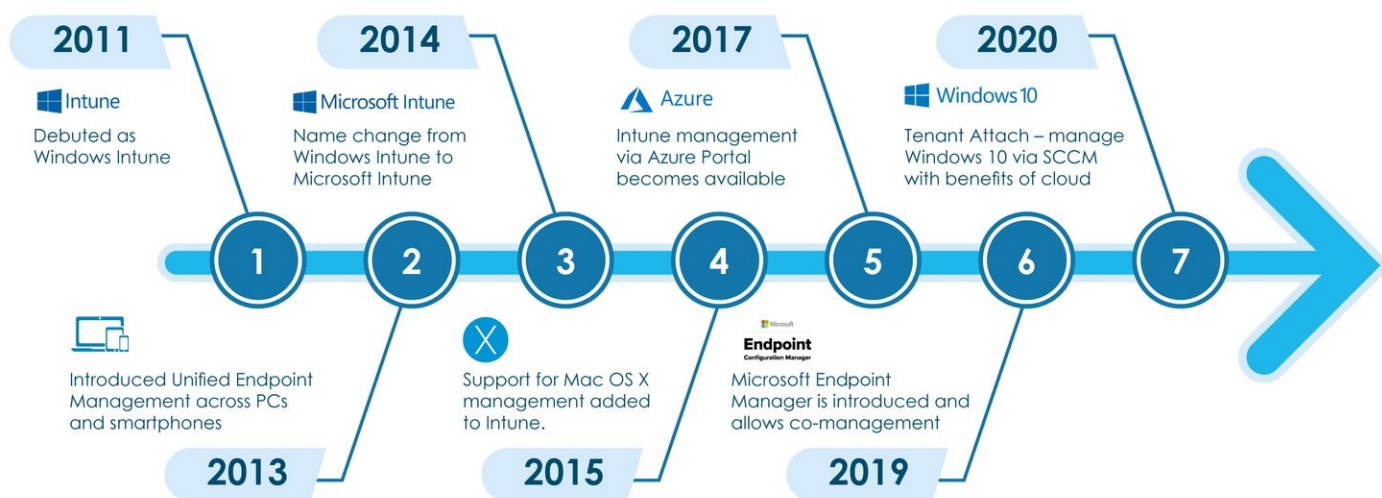 2011
Intune
Debuted as
Windows Intune
2014
Microsoft Intune
Name change from
Windows Intune to
Microsoft Intune
2017
Azure
Intune management
via Azure Portal
becomes available
2020
Windows 10
Tenant Attach – manage
Windows 10 via SCCM
with benefits of cloud
1
2
3
4
5
6
7
Introduced Unified Endpoint
Management across PCs
and smartphones
2013
X
Support for Mac OS X
management added
to Intune.
2015
Microsoft
Endpoint
Configuration Manager
Microsoft Endpoint
Manager is introduced and
allows co-management
2019